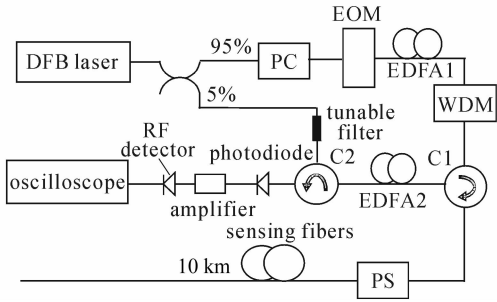 EOM
95%
DFB laser
PC
EDFA1
5%
WDM
tunable
filter
RF
detector
photodiode
C2
C1
oscilloscope
amplifier
EDFA2
sensing fibers
10 km
PS